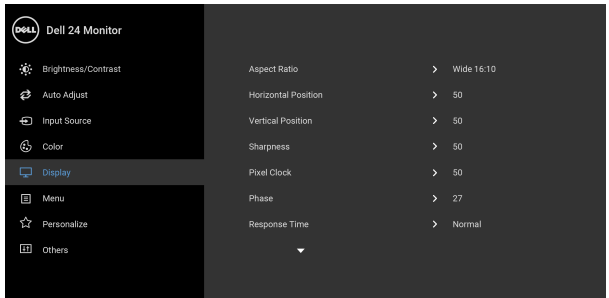 DELL Dell 24 Monitor
Brightness/Contrast
Auto Adjust
Input Source
Color
Display
Menu
Personalize
Others
Aspect Ratio Wide 16:10
Horizontal Position 50
Vertical Position 50
Sharpness 50
Pixel Clock 50
Phase 27
Response Time Normal